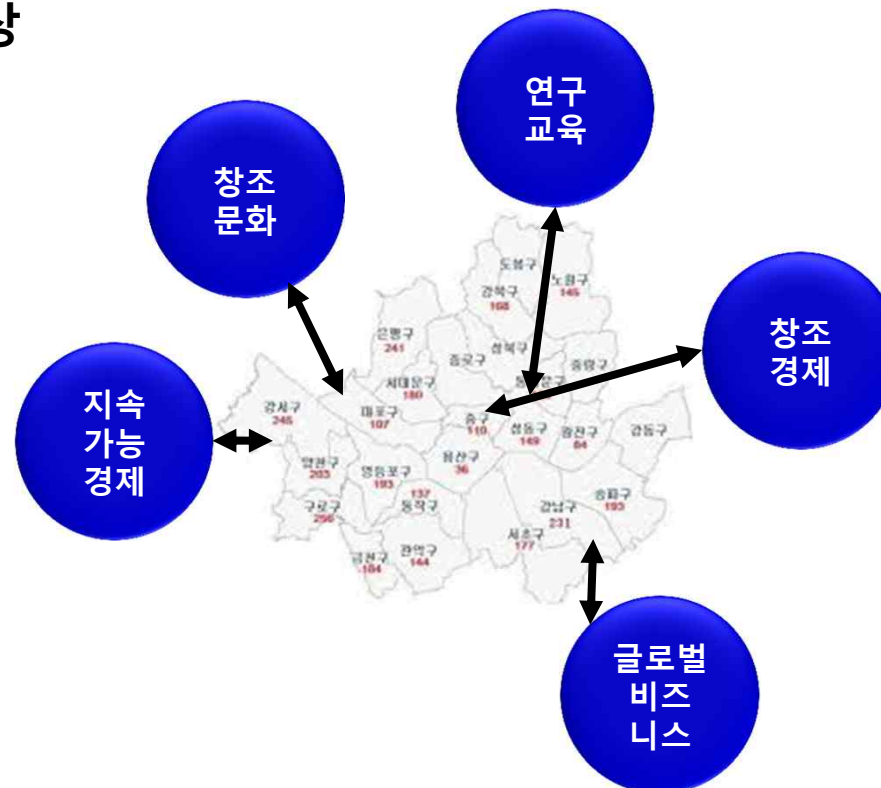 상
연구
교육
창조
문화
창조
경제
지속
가능
경제
글로벌
비즈
니스
도봉구
노원구
145
강북구
168
은평구
241
성북구
종로구
중랑구
서대문구
180
강서구
245
마포구
107
중구
110
성동구
149
광진구
84
강동구
양천구
203
영등포구
193
용산구
36
137
동작구
구로구
송파구
193
강남구
231
서초구
177
금천구
184
관악구
144